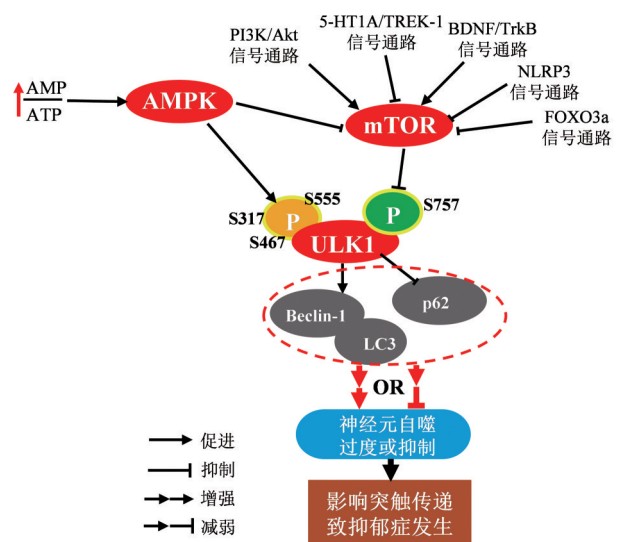 5-HT1A/TREK-1
信号通路
PI3K/Akt
信号通路
BDNF/TrkB
信号通路
NLRP3
信号通路
FOXO3a
信号通路
AMP
ATP
AMPK
mTOR
S555
S317
S467
P
P
S757
ULK1
Beclin-1
p62
LC3
OR
神经元自噬
过度或抑制
影响突触传递
致抑郁症发生
促进
抑制
增强
减弱